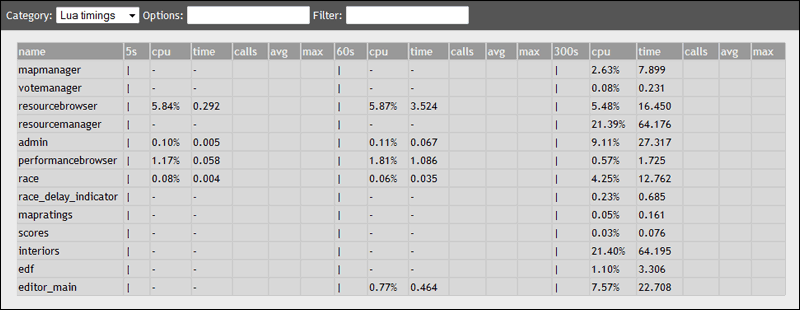 Category: Lua timings Options: Filter:
name 5s cpu time calls avg max 60s cpu time calls avg max 300s cpu time calls avg max
mapmanager | - - | - - | 2.63% 7.899
votemanager | - - | - - | 0.08% 0.231
resourcebrowser | 5.84% 0.292 | 5.87% 3.524 | 5.48% 16.450
resourcemanager | - - | - - | 21.39% 64.176
admin | 0.10% 0.005 | 0.11% 0.067 | 9.11% 27.317
performancebrowser | 1.17% 0.058 | 1.81% 1.086 | 0.57% 1.725
race | 0.08% 0.004 | 0.06% 0.035 | 4.25% 12.762
race_delay_indicator | - - | - - | 0.23% 0.685
mapratings | - - | - - | 0.05% 0.161
scores | - - | - - | 0.03% 0.076
interiors | - - | - - | 21.40% 64.195
edf | - - | - - | 1.10% 3.306
editor_main | - - | 0.77% 0.464 | 7.57% 22.708